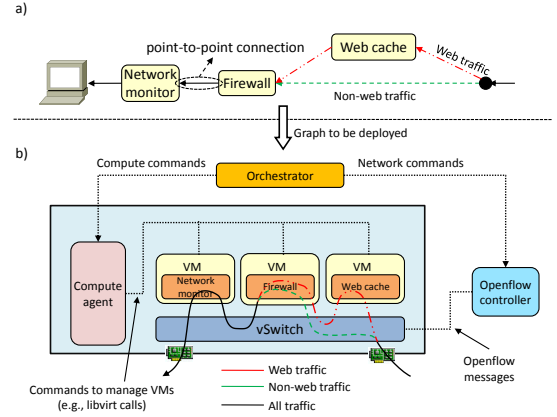 a)
point-to-point connection
Web cache
Web traffic
Network
monitor
Firewall
Non-web traffic
Graph to be deployed
b)
Compute commands
Network commands
Orchestrator
VM
VM
VM
Network
monitor
Firewall
Web cache
Compute
agent
Openflow
controller
vSwitch
Commands to manage VMs
(e.g., libvirt calls)
Web traffic
Non-web traffic
All traffic
Openflow
messages